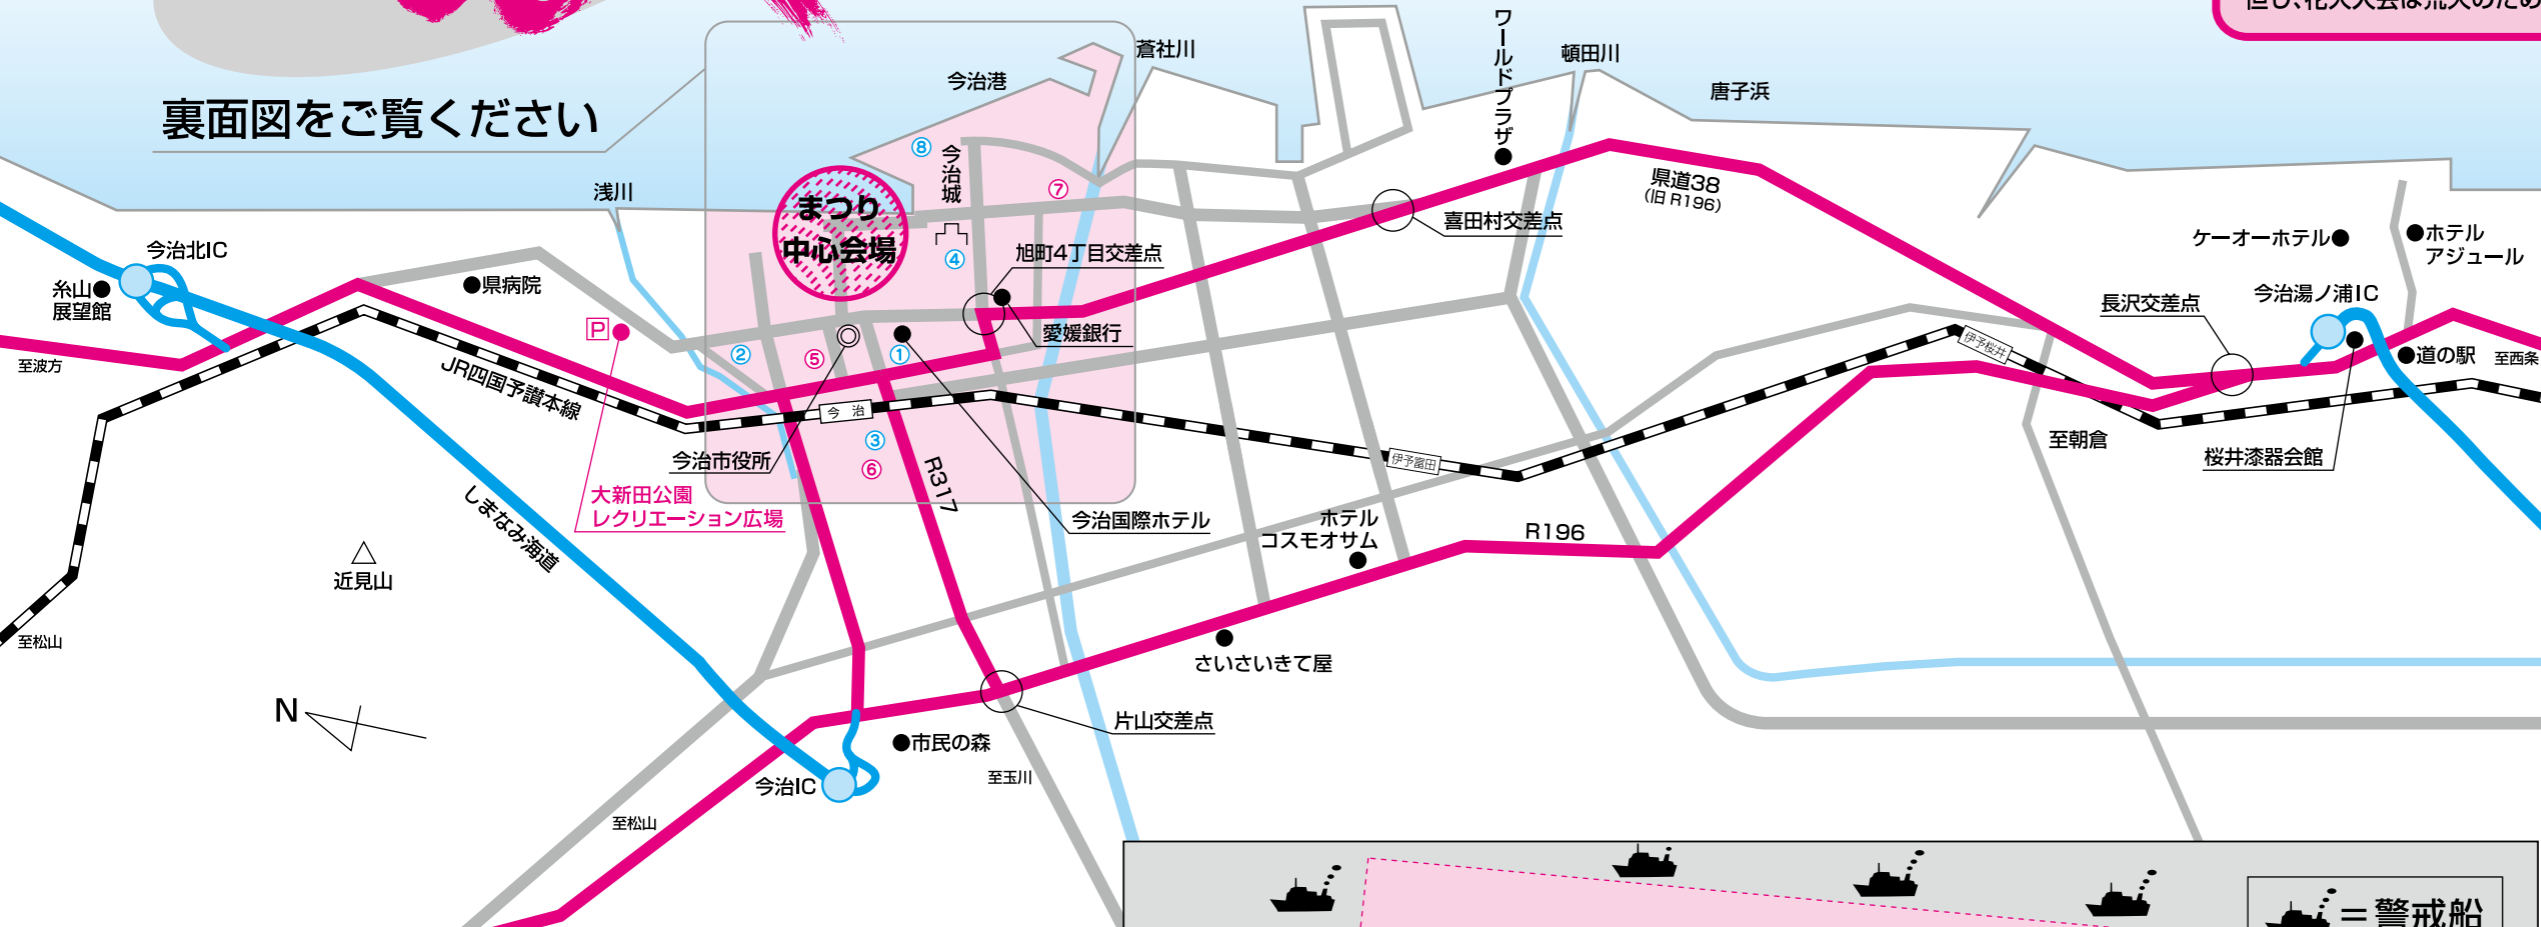 裏面図をご覧ください
今治港
蒼社川
ワールドプラザ
頓田川
唐子浜
浅川
⑧
今治城
⑦
まつり
中心会場
④
旭町4丁目交差点
喜田村交差点
県道38
(旧 R196)
ケーオーホテル
ホテル
アジュール
今治北IC
糸山
展望館
県病院
P
愛媛銀行
長沢交差点
今治湯ノ浦IC
伊予桜井
道の駅
至西条
至波方
②
⑤
①
JR四国予讃本線
今 治
③
⑥
今治市役所
R317
伊予富田
至朝倉
桜井漆器会館
大新田公園
レクリエーション広場
しまなみ海道
今治国際ホテル
ホテル
コスモオサム
R196
近見山
至松山
さいさいきて屋
N
片山交差点
市民の森
至玉川
今治IC
至松山
＝警戒船